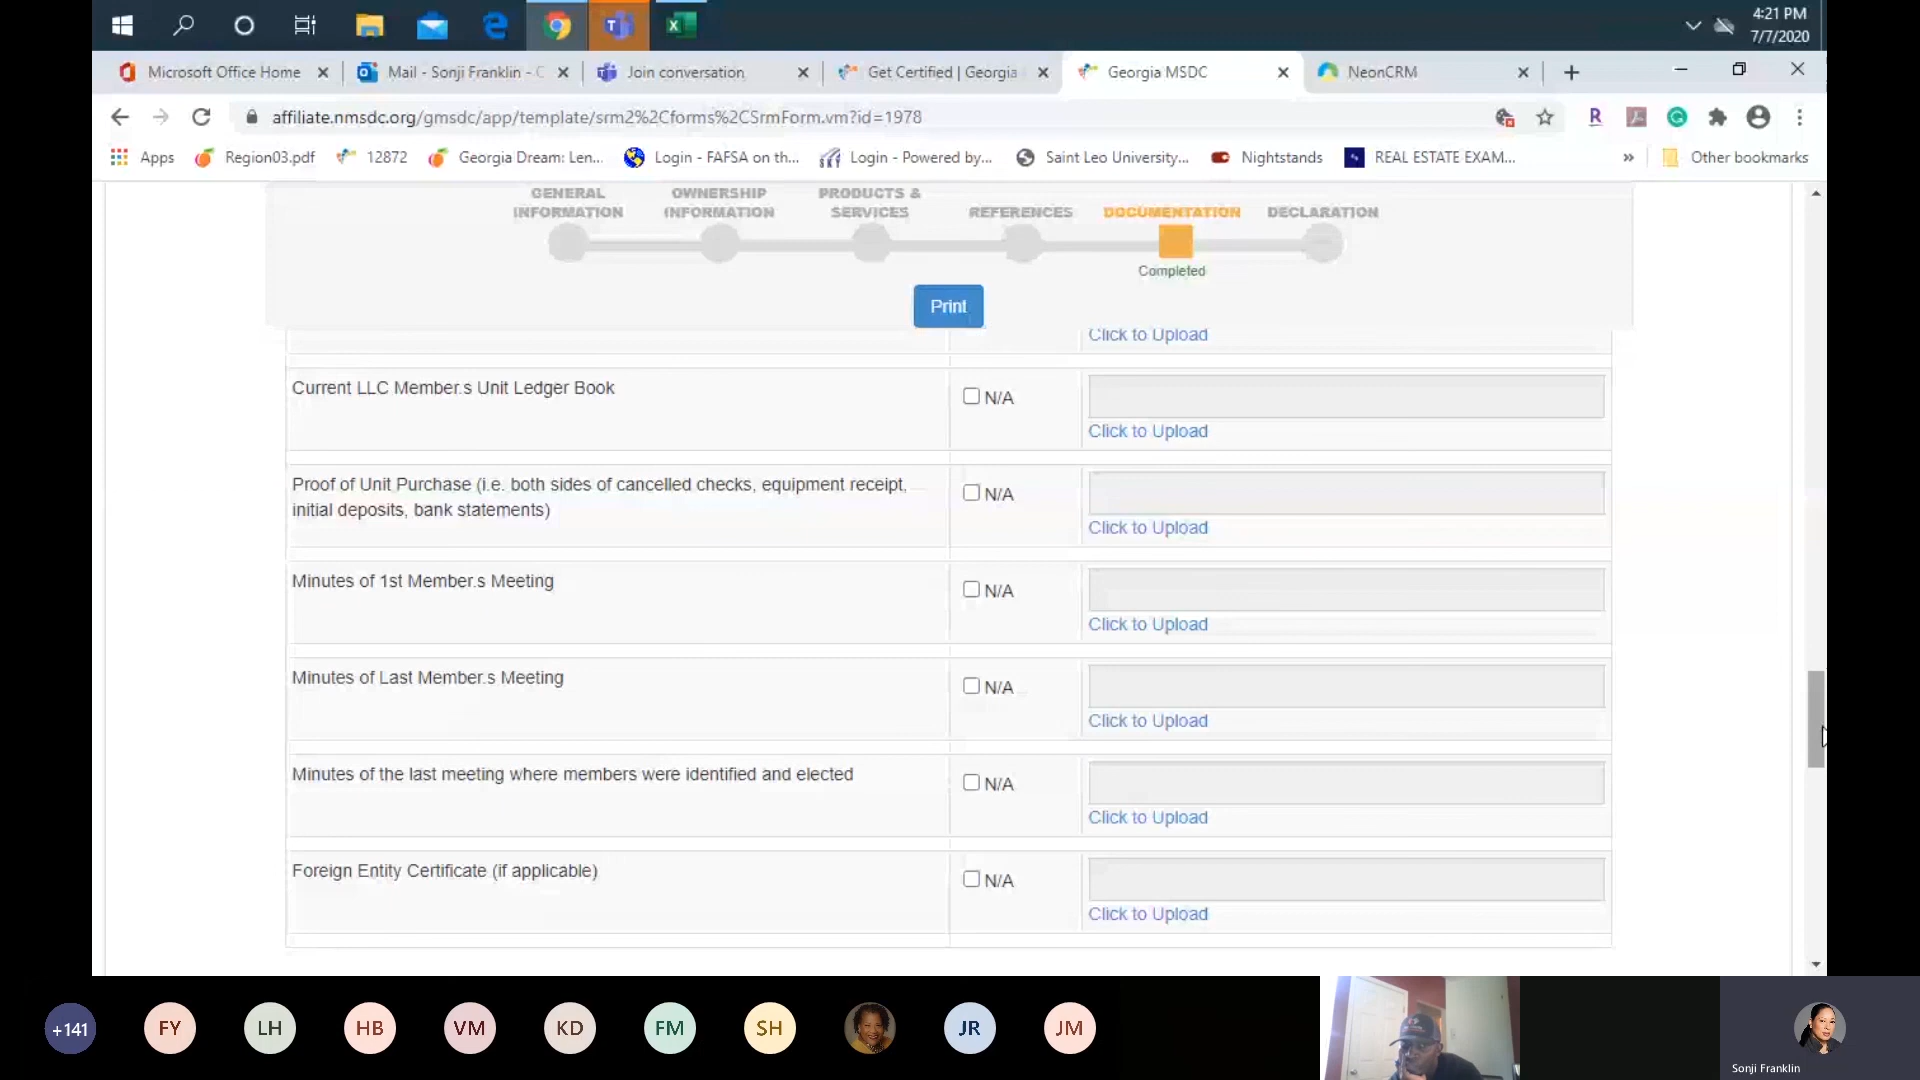 4:21 PM
7/7/2020
Microsoft Office Home
Mail - Sonji Franklin - C
Join conversation
Get Certified | Georgia
Georgia MSDC
NeonCRM
affiliate.nmsdc.org/gmsdc/app/template/srm2%2Cforms%2CSrmForm.vm?id=1978
Apps
Region03.pdf
12872
Georgia Dream: Len...
Login - FAFSA on th...
Login - Powered by...
Saint Leo University...
Nightstands
REAL ESTATE EXAM...
»
Other bookmarks
GENERAL INFORMATION
OWNERSHIP INFORMATION
PRODUCTS & SERVICES
REFERENCES
DOCUMENTATION
DECLARATION
Completed
Print
Click to Upload
Current LLC Member.s Unit Ledger Book
N/A
Click to Upload
Proof of Unit Purchase (i.e. both sides of cancelled checks, equipment receipt,
initial deposits, bank statements)
N/A
Click to Upload
Minutes of 1st Member.s Meeting
N/A
Click to Upload
Minutes of Last Member.s Meeting
N/A
Click to Upload
Minutes of the last meeting where members were identified and elected
N/A
Click to Upload
Foreign Entity Certificate (if applicable)
N/A
Click to Upload
+141
FY
LH
HB
VM
KD
FM
SH
JR
JM
Sonji Franklin